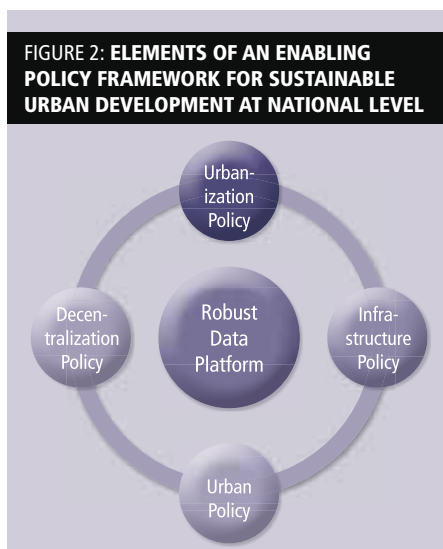 FIGURE 2: ELEMENTS OF AN ENABLING
POLICY FRAMEWORK FOR SUSTAINABLE
URBAN DEVELOPMENT AT NATIONAL LEVEL
Urban-
ization
Policy
Decen-
tralization
Policy
Robust
Data
Platform
Infra-
structure
Policy
Urban
Policy